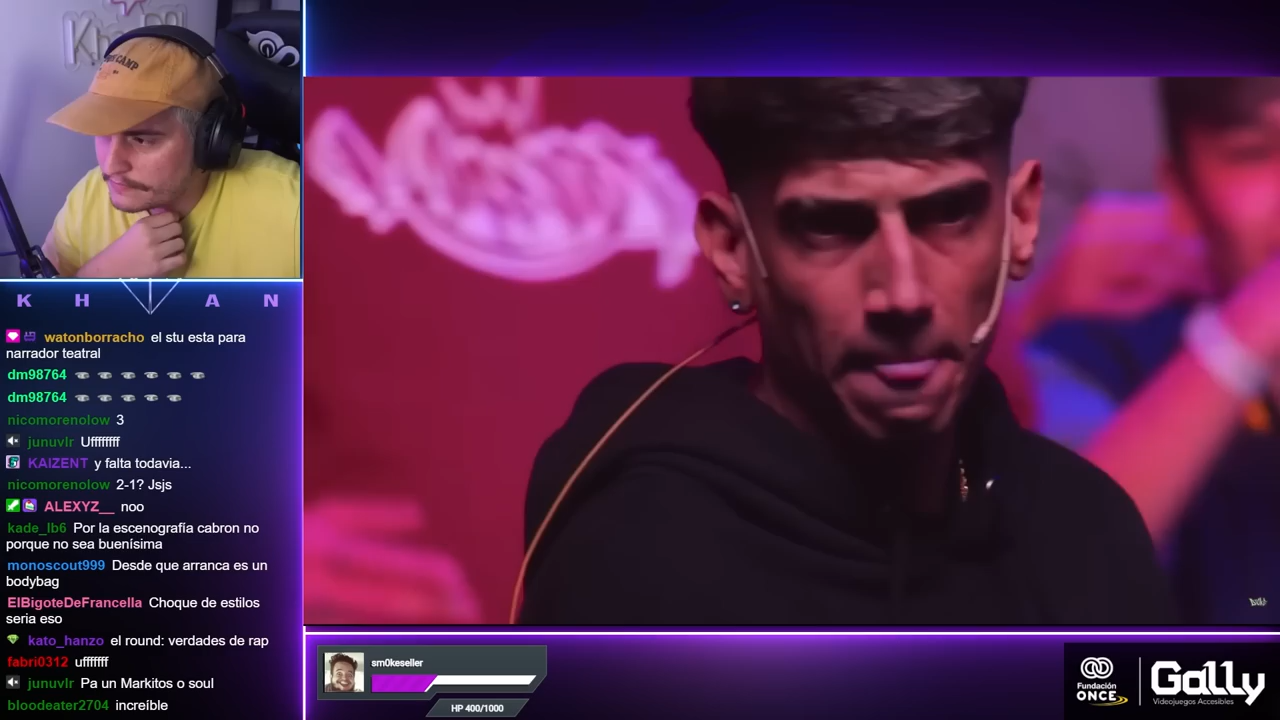 CAMP
K H A N
watonborracho el stu esta para
narrador teatral
dm98764
dm98764
nicomorenolow 3
junuvlr Uffffffff
KAIZENT y falta todavia...
nicomorenolow 2-1? Jsjs
ALEXYZ__ noo
kade_lb6 Por la escenografía cabron no
porque no sea buenísima
monoscout999 Desde que arranca es un
bodybag
ElBigoteDeFrancella Choque de estilos
seria eso
kato_hanzo el round: verdades de rap
fabri0312 ufffffff
junuvlr Pa un Markitos o soul
bloodeater2704 increíble
sm0keseller
HP 400/1000
Fundación
ONCE
Gally
Videojuegos Accesibles